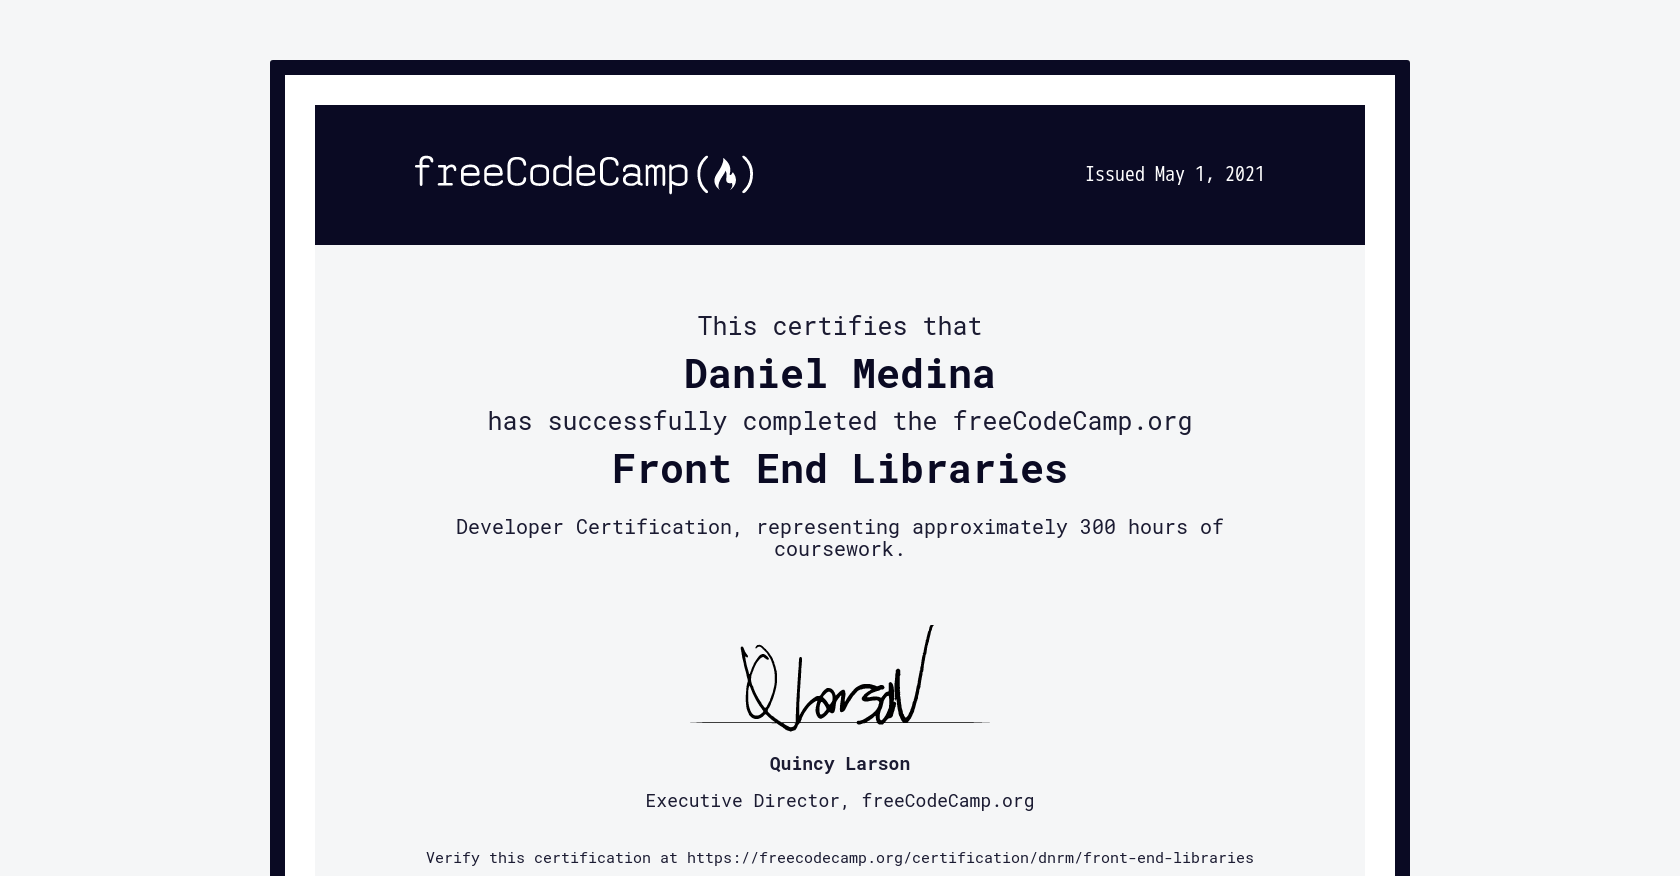 freeCodeCamp(🔥)
Issued May 1, 2021
This certifies that
Daniel Medina
has successfully completed the freeCodeCamp.org
Front End Libraries
Developer Certification, representing approximately 300 hours of
coursework.
Q Larson
Quincy Larson
Executive Director, freeCodeCamp.org
Verify this certification at https://freecodecamp.org/certification/dnrm/front-end-libraries